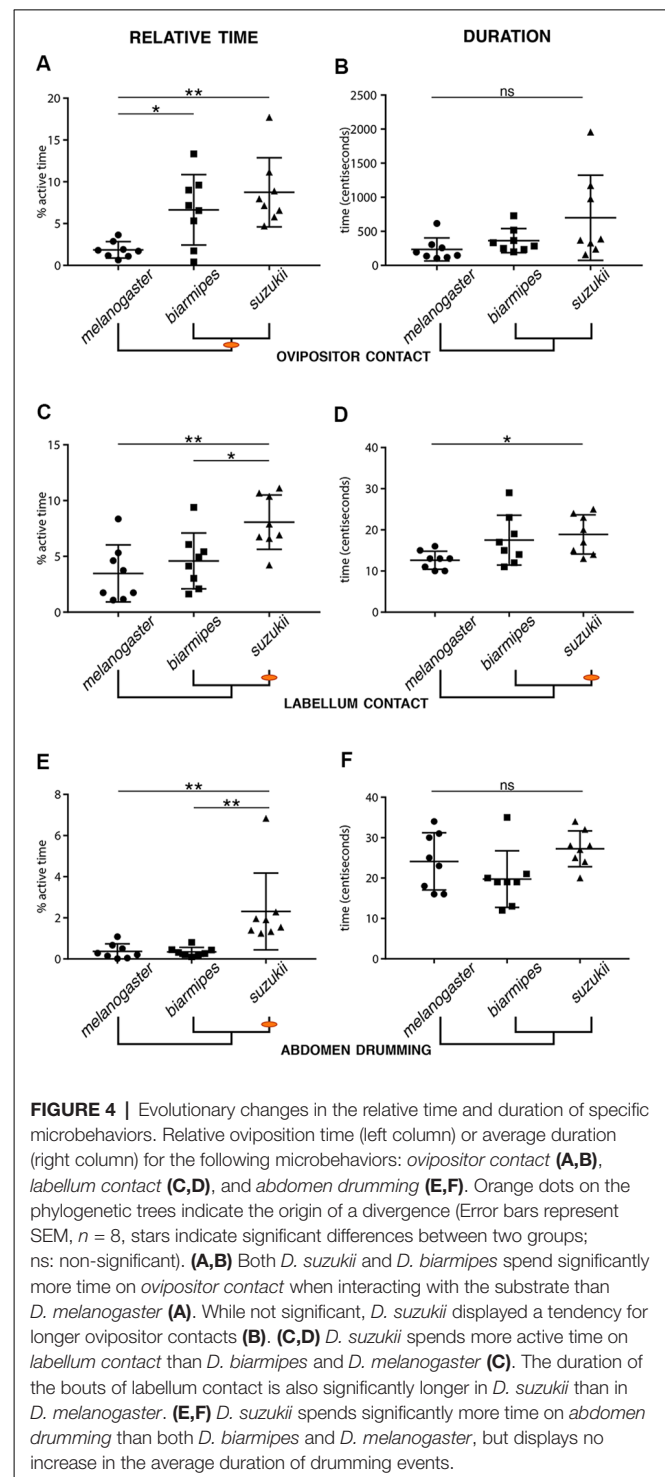 RELATIVE TIME
DURATION
A
**
*
20
15
10
5
0
% active time
melanogaster
biarmipes
suzukii
B
ns
2500
2000
1500
1000
500
0
time (centiseconds)
melanogaster
biarmipes
suzukii
OVIPOSITOR CONTACT
C
**
*
15
10
5
0
% active time
melanogaster
biarmipes
suzukii
D
*
40
30
20
10
0
time (centiseconds)
melanogaster
biarmipes
suzukii
LABELLUM CONTACT
E
**
**
8
6
4
2
0
% active time
melanogaster
biarmipes
suzukii
F
ns
40
30
20
10
0
time (centiseconds)
melanogaster
biarmipes
suzukii
ABDOMEN DRUMMING
FIGURE 4 | Evolutionary changes in the relative time and duration of specific
microbehaviors. Relative oviposition time (left column) or average duration
(right column) for the following microbehaviors: ovipositor contact (A,B),
labellum contact (C,D), and abdomen drumming (E,F). Orange dots on the
phylogenetic trees indicate the origin of a divergence (Error bars represent
SEM, n = 8, stars indicate significant differences between two groups;
ns: non-significant). (A,B) Both D. suzukii and D. biarmipes spend significantly
more time on ovipositor contact when interacting with the substrate than
D. melanogaster (A). While not significant, D. suzukii displayed a tendency for
longer ovipositor contacts (B). (C,D) D. suzukii spends more active time on
labellum contact than D. biarmipes and D. melanogaster (C). The duration of
the bouts of labellum contact is also significantly longer in D. suzukii than in
D. melanogaster. (E,F) D. suzukii spends significantly more time on abdomen
drumming than both D. biarmipes and D. melanogaster, but displays no
increase in the average duration of drumming events.